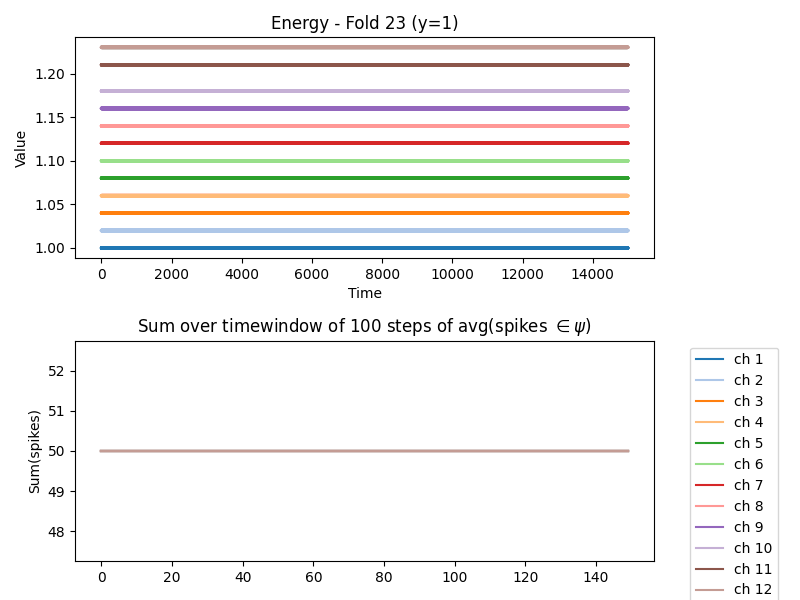 Energy - Fold 23 (y=1)
Value
1.20
1.15
1.10
1.05
1.00
0 2000 4000 6000 8000 10000 12000 14000
Time
Sum over timewindow of 100 steps of avg(spikes ∈ ψ)
Sum(spikes)
52
51
50
49
48
0 20 40 60 80 100 120 140
ch 1
ch 2
ch 3
ch 4
ch 5
ch 6
ch 7
ch 8
ch 9
ch 10
ch 11
ch 12